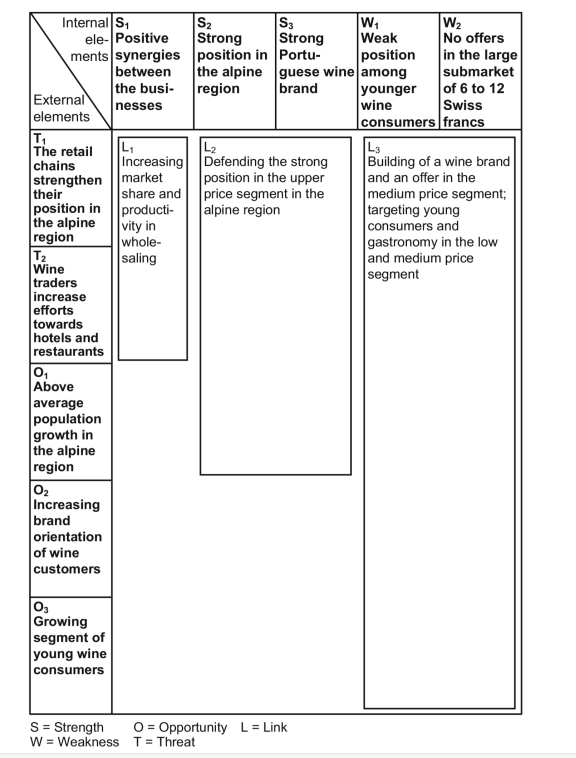 Internal
ele-
ments
External
elements
S₁
Positive
synergies
between
the busi-
nesses
S₂
Strong
position in
the alpine
region
S₃
Strong
Portu-
guese wine
brand
W₁
Weak
position
among
younger
wine
consumers
W₂
No offers
in the large
submarket
of 6 to 12
Swiss
francs
T₁
The retail
chains
strengthen
their
position in
the alpine
region
T₂
Wine
traders
increase
efforts
towards
hotels and
restaurants
O₁
Above
average
population
growth in
the alpine
region
O₂
Increasing
brand
orientation
of wine
customers
O₃
Growing
segment of
young wine
consumers
L₁
Increasing
market
share and
producti-
vity in
whole-
saling
L₂
Defending the strong
position in the upper
price segment in the
alpine region
L₃
Building of a wine brand
and an offer in the
medium price segment;
targeting young
consumers and
gastronomy in the low
and medium price
segment
S = Strength O = Opportunity L = Link
W = Weakness T = Threat